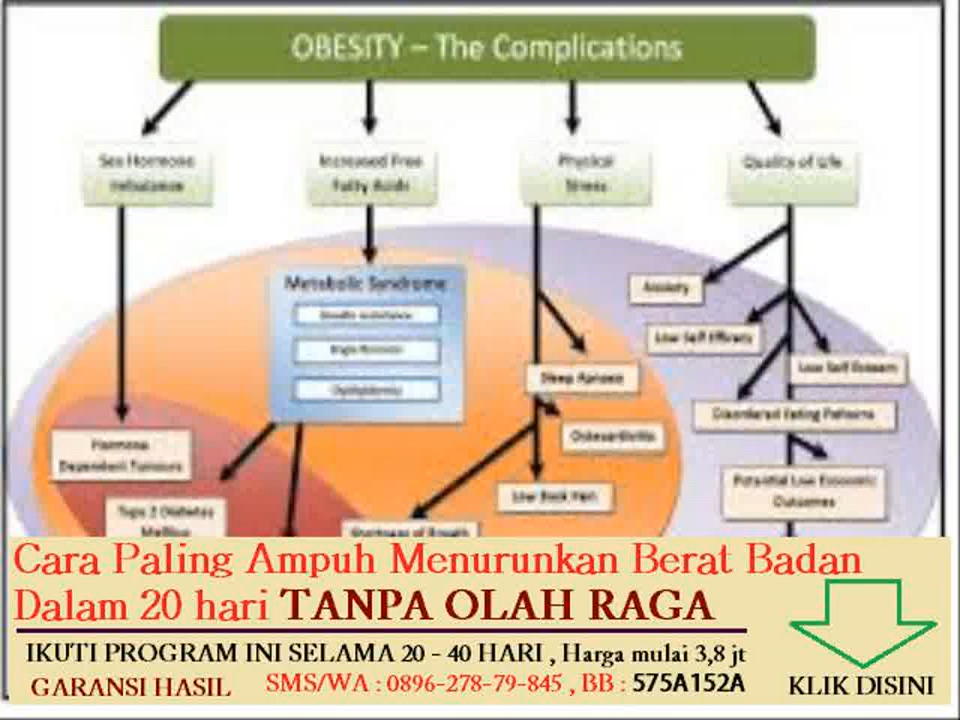 OBESITY – The Complications
Sex Hormone
Imbalance
Increased Free
Fatty Acids
Physical
Stress
Quality of Life
Metabolic Syndrome
Anxiety
Low Self Efficacy
Low Self Esteem
Sleep Apnoea
Disordered Eating Patterns
Hormone
Dependent Tumours
Osteoarthritis
Potential Low Economic
Outcomes
Low Back Pain
Type 2 Diabetes
Mellitus
Shortness of Breath
Cara Paling Ampuh Menurunkan Berat Badan
Dalam 20 hari TANPA OLAH RAGA
IKUTI PROGRAM INI SELAMA 20 - 40 HARI , Harga mulai 3,8 jt
GARANSI HASIL SMS/WA : 0896-278-79-845 , BB : 575A152A
KLIK DISINI